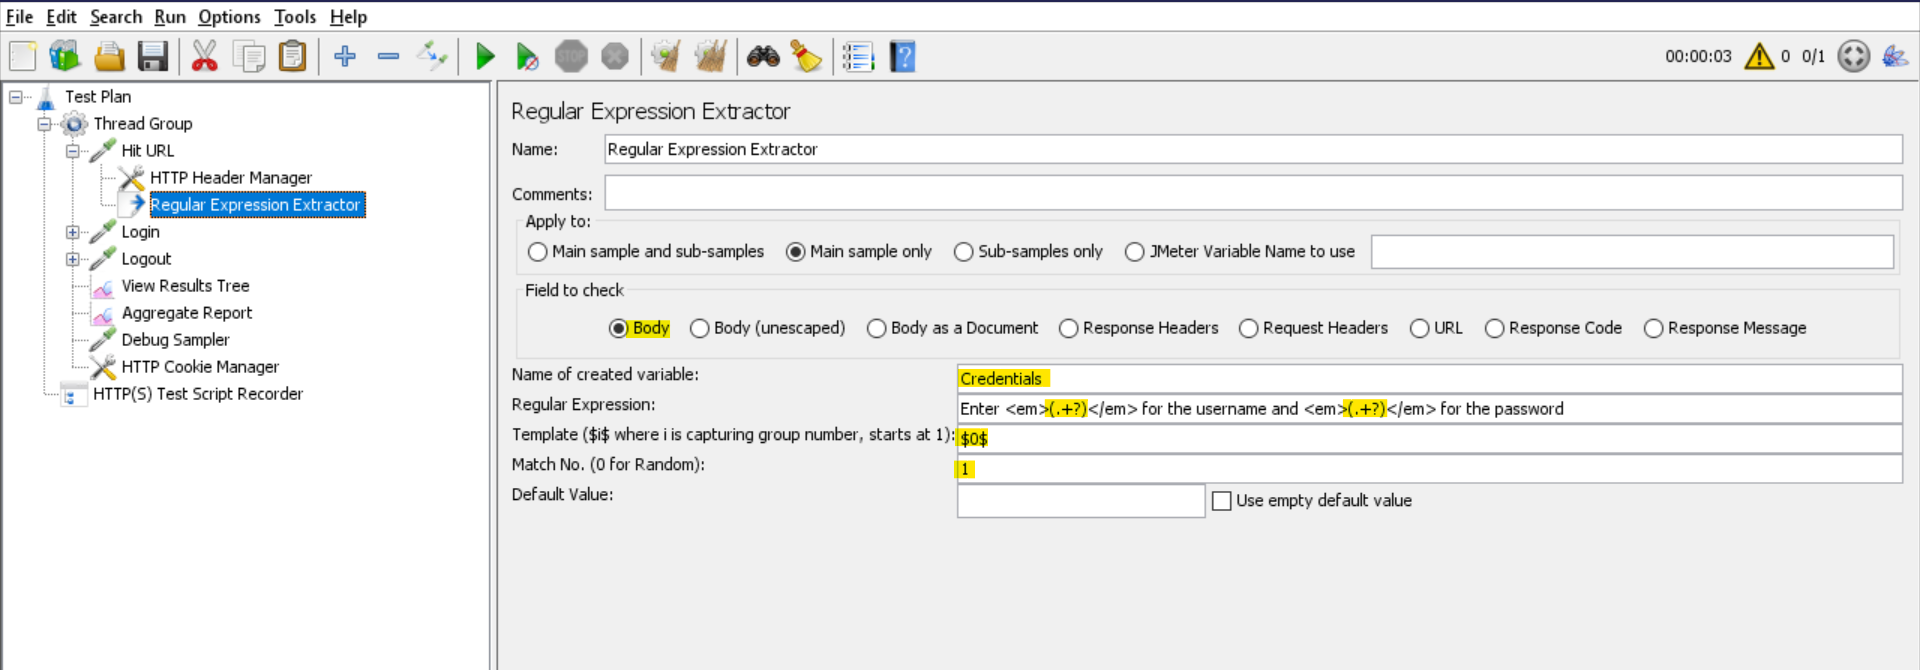 File Edit Search Run Options Tools Help
STOP
00:00:03 0 0/1
Test Plan
Thread Group
Hit URL
HTTP Header Manager
Regular Expression Extractor
Login
Logout
View Results Tree
Aggregate Report
Debug Sampler
HTTP Cookie Manager
HTTP(S) Test Script Recorder
Regular Expression Extractor
Name: Regular Expression Extractor
Comments:
Apply to:
Main sample and sub-samples Main sample only Sub-samples only JMeter Variable Name to use
Field to check
Body Body (unescaped) Body as a Document Response Headers Request Headers URL Response Code Response Message
Name of created variable: Credentials
Regular Expression: Enter <em>(.+?)</em> for the username and <em>(.+?)</em> for the password
Template ($i$ where i is capturing group number, starts at 1): $0$
Match No. (0 for Random): 1
Default Value: Use empty default value